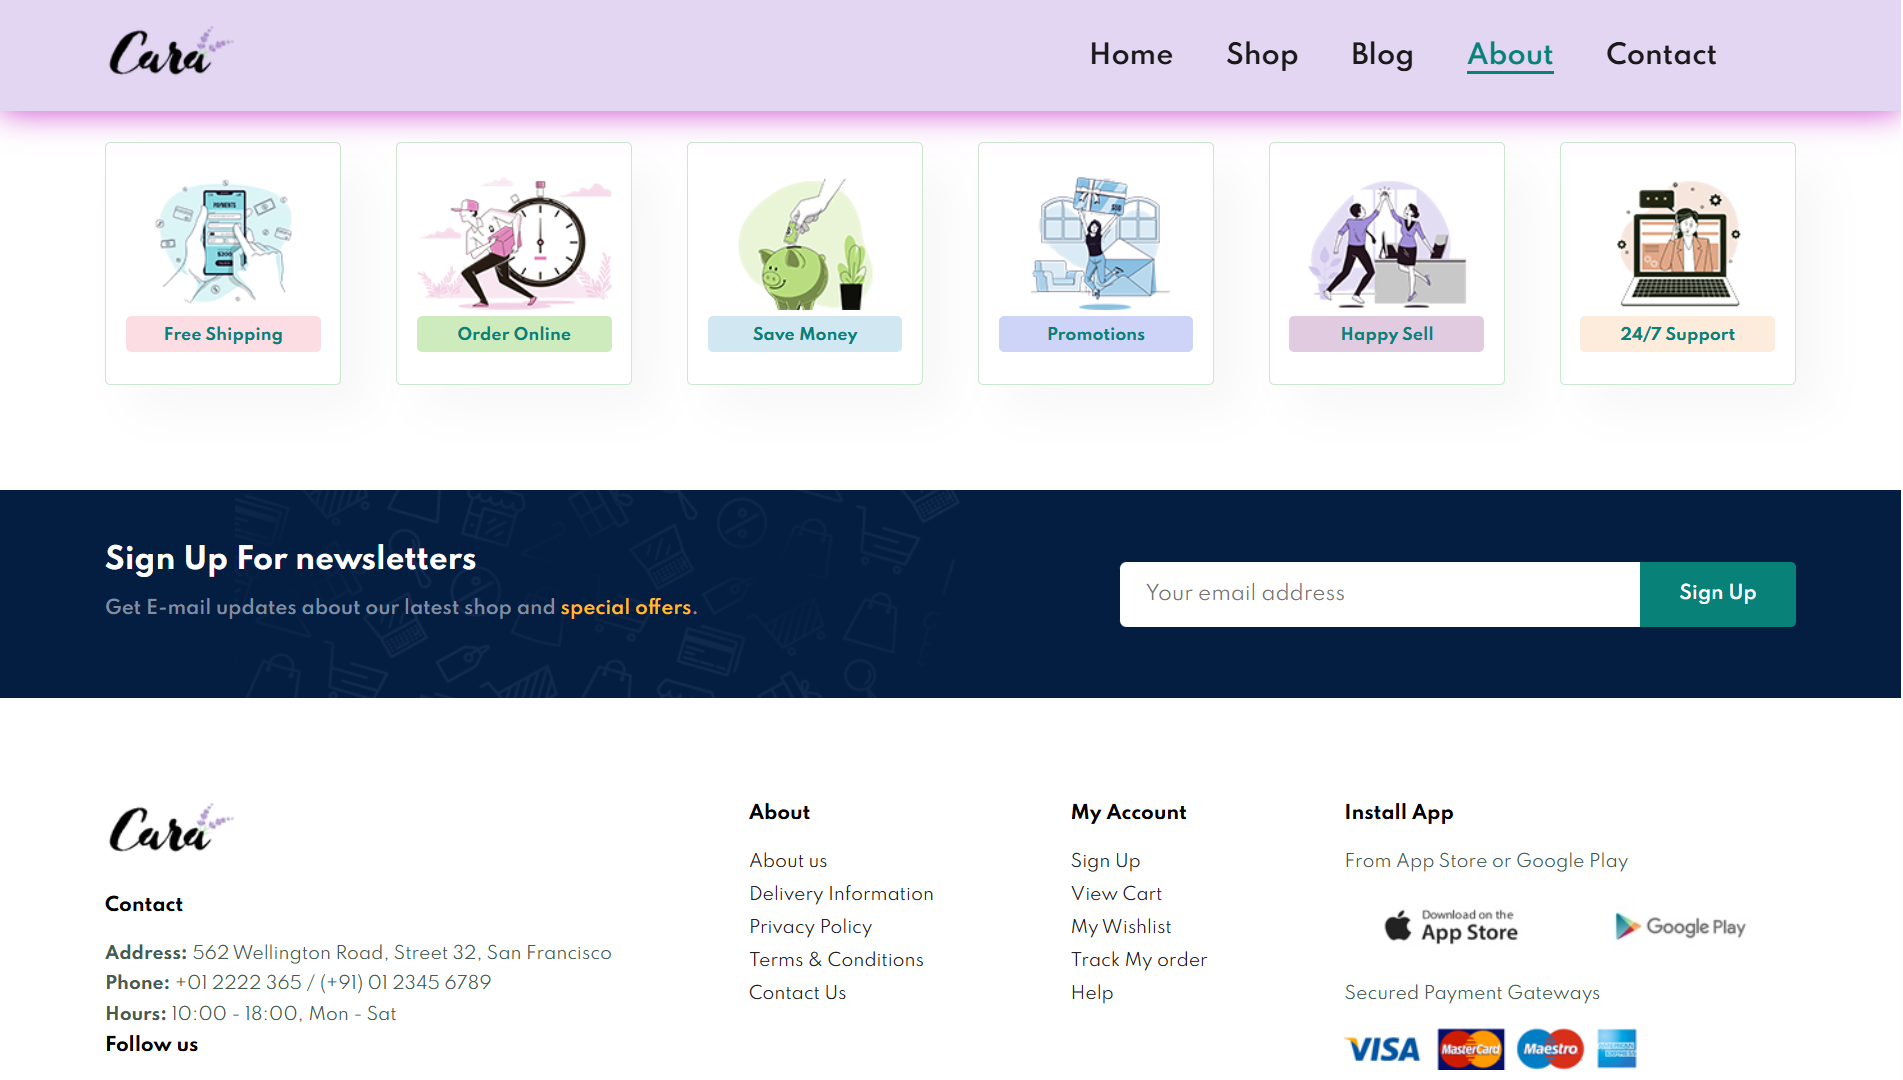 Cara
Home Shop Blog About Contact
PAYMENTS
Free Shipping
Order Online
Save Money
Promotions
Happy Sell
24/7 Support
Sign Up For newsletters
Get E-mail updates about our latest shop and special offers.
Your email address
Sign Up
Cara
Contact
Address: 562 Wellington Road, Street 32, San Francisco
Phone: +01 2222 365 / (+91) 01 2345 6789
Hours: 10:00 - 18:00, Mon - Sat
Follow us
About
About us
Delivery Information
Privacy Policy
Terms & Conditions
Contact Us
My Account
Sign Up
View Cart
My Wishlist
Track My order
Help
Install App
From App Store or Google Play
Download on the
App Store
Google Play
Secured Payment Gateways
VISA
MasterCard
Maestro
AMERICAN
EXPRESS